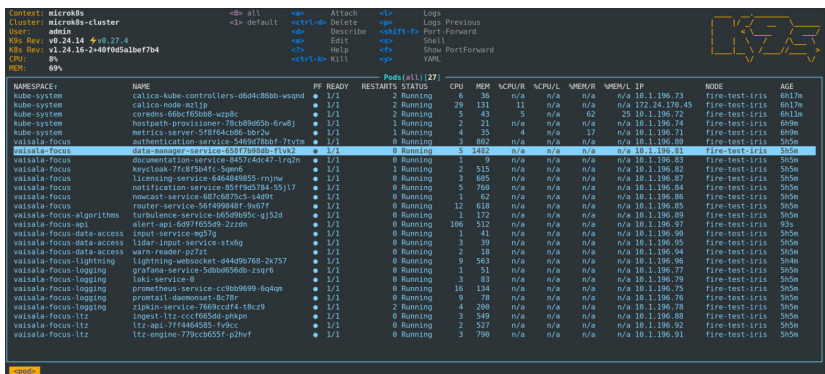 Context: microk8s <0> all <a> Attach <l> Logs
Cluster: microk8s-cluster <1> default <ctrl-d> Delete <p> Logs Previous
User: admin <d> Describe <shift-f> Port-Forward
K9s Rev: v0.24.14 ⚡v0.27.4 <e> Edit <s> Shell
K8s Rev: v1.24.16-2+40f0d5a1bef7b4 <?> Help <f> Show PortForward
CPU: 8% <ctrl-k> Kill <y> YAML
MEM: 69%
Pods(all)[27]
NAMESPACE↑ NAME PF READY RESTARTS STATUS CPU MEM %CPU/R %CPU/L %MEM/R %MEM/L IP NODE AGE
kube-system calico-kube-controllers-d6d4c86bb-wsqnd ● 1/1 2 Running 6 36 n/a n/a n/a n/a 10.1.196.73 fire-test-iris 6h17m
kube-system calico-node-mzljp ● 1/1 2 Running 29 131 11 n/a n/a n/a 172.24.170.45 fire-test-iris 6h17m
kube-system coredns-66bcf65bb8-wzp8c ● 1/1 2 Running 5 43 5 n/a 62 25 10.1.196.72 fire-test-iris 6h11m
kube-system hostpath-provisioner-78cb89d65b-6rw8j ● 1/1 2 Running 2 21 n/a n/a n/a n/a 10.1.196.74 fire-test-iris 6h9m
kube-system metrics-server-5f8f64cb86-bbr2w ● 1/1 1 Running 4 35 4 n/a 17 n/a 10.1.196.71 fire-test-iris 6h9m
vaisala-focus authentication-service-5469d78bbf-7tvtm ● 1/1 3 Running 3 802 n/a n/a n/a n/a 10.1.196.80 fire-test-iris 5h5m
vaisala-focus data-manager-service-658f7b98db-flvk2 ● 1/1 2 Running 5 1482 n/a n/a n/a n/a 10.1.196.81 fire-test-iris 5h5m
vaisala-focus documentation-service-8457c4dc47-lrq2n ● 1/1 0 Running 1 9 n/a n/a n/a n/a 10.1.196.83 fire-test-iris 5h5m
vaisala-focus keycloak-7fc8f5b4fc-5qmn6 ● 1/1 1 Running 2 515 n/a n/a n/a n/a 10.1.196.82 fire-test-iris 5h5m
vaisala-focus licensing-service-6464849855-rnjnw ● 1/1 0 Running 3 605 n/a n/a n/a n/a 10.1.196.87 fire-test-iris 5h5m
vaisala-focus notification-service-85ff9d5784-55jl7 ● 1/1 0 Running 5 760 n/a n/a n/a n/a 10.1.196.84 fire-test-iris 5h5m
vaisala-focus nowcast-service-687c6875c5-s4d9t ● 1/1 0 Running 1 62 n/a n/a n/a n/a 10.1.196.86 fire-test-iris 5h5m
vaisala-focus router-service-56f499848f-9x67f ● 1/1 0 Running 12 618 n/a n/a n/a n/a 10.1.196.85 fire-test-iris 5h5m
vaisala-focus-algorithms turbulence-service-b65d9b95c-gj52d ● 1/1 0 Running 1 172 n/a n/a n/a n/a 10.1.196.89 fire-test-iris 5h5m
vaisala-focus-api alert-api-6d97f655d9-2zzdn ● 1/1 0 Running 106 512 n/a n/a n/a n/a 10.1.196.97 fire-test-iris 93s
vaisala-focus-data-access input-service-mg57g ● 1/1 0 Running 1 41 n/a n/a n/a n/a 10.1.196.90 fire-test-iris 5h5m
vaisala-focus-data-access lidar-input-service-stx6g ● 1/1 0 Running 3 39 n/a n/a n/a n/a 10.1.196.95 fire-test-iris 5h5m
vaisala-focus-data-access warn-reader-pz7zt ● 1/1 0 Running 2 18 n/a n/a n/a n/a 10.1.196.94 fire-test-iris 5h5m
vaisala-focus-lightning lightning-websocket-d44d9b768-2k757 ● 1/1 0 Running 9 563 n/a n/a n/a n/a 10.1.196.96 fire-test-iris 5h4m
vaisala-focus-logging grafana-service-5dbbd656db-zsqr6 ● 1/1 0 Running 1 51 n/a n/a n/a n/a 10.1.196.77 fire-test-iris 5h5m
vaisala-focus-logging loki-service-0 ● 1/1 0 Running 3 83 n/a n/a n/a n/a 10.1.196.79 fire-test-iris 5h5m
vaisala-focus-logging prometheus-service-cc9bb9699-6q4qm ● 1/1 0 Running 16 134 n/a n/a n/a n/a 10.1.196.75 fire-test-iris 5h5m
vaisala-focus-logging promtail-daemonset-8c78r ● 1/1 0 Running 9 78 n/a n/a n/a n/a 10.1.196.76 fire-test-iris 5h5m
vaisala-focus-logging zipkin-service-7669ccdf4-t8cz9 ● 1/1 0 Running 4 200 n/a n/a n/a n/a 10.1.196.78 fire-test-iris 5h5m
vaisala-focus-ltz ingest-ltz-cccf665dd-phkpn ● 1/1 0 Running 3 549 n/a n/a n/a n/a 10.1.196.88 fire-test-iris 5h5m
vaisala-focus-ltz ltz-api-7ff4464585-fv9cc ● 1/1 0 Running 2 527 n/a n/a n/a n/a 10.1.196.92 fire-test-iris 5h5m
vaisala-focus-ltz ltz-engine-779ccb655f-p2hvf ● 1/1 0 Running 3 790 n/a n/a n/a n/a 10.1.196.91 fire-test-iris 5h5m
<pod>